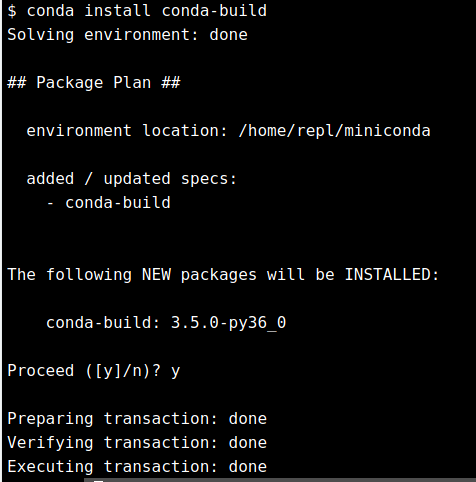 $ conda install conda-build
Solving environment: done
## Package Plan ##
environment location: /home/repl/miniconda
added / updated specs:
- conda-build
The following NEW packages will be INSTALLED:
conda-build: 3.5.0-py36_0
Proceed ([y]/n)? y
Preparing transaction: done
Verifying transaction: done
Executing transaction: done